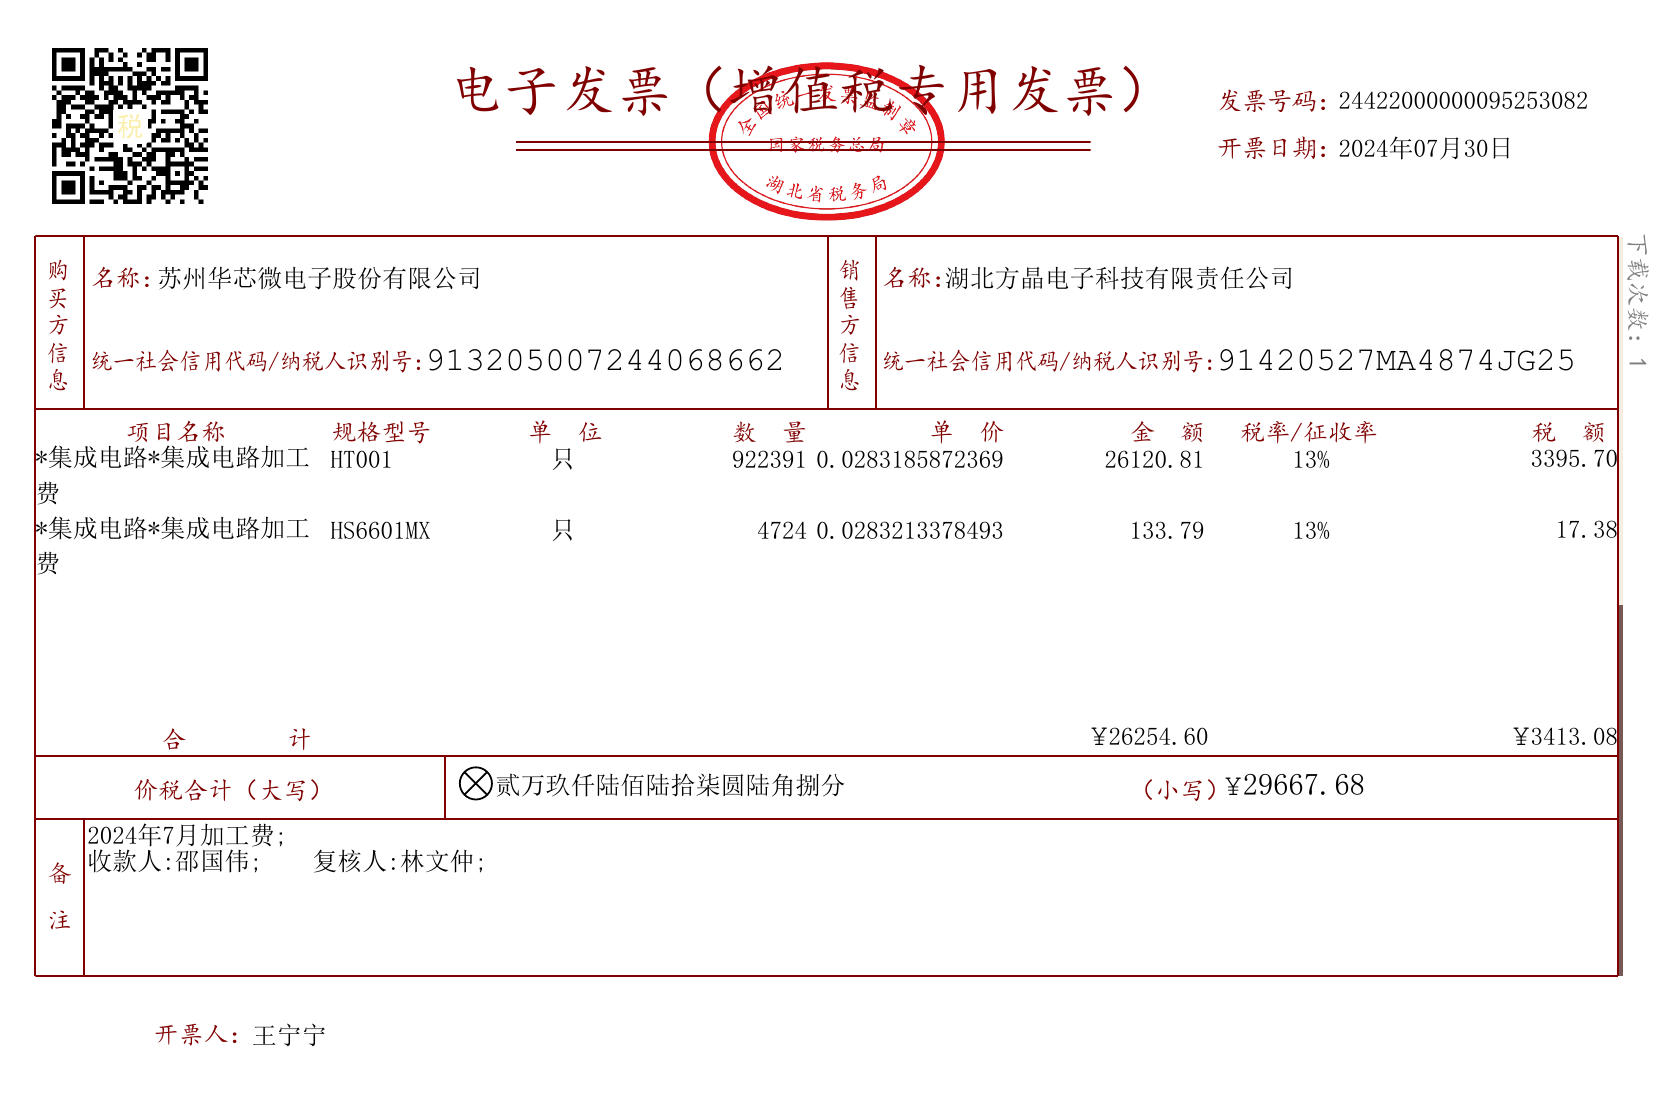 税
电子发票（增值税专用发票）
全国统一发票监制章
国家税务总局
湖北省税务局
发票号码：24422000000095253082
开票日期：2024年07月30日
下载次数：1
购买方信息
名称：苏州华芯微电子股份有限公司
统一社会信用代码/纳税人识别号：913205007244068662
销售方信息
名称：湖北方晶电子科技有限责任公司
统一社会信用代码/纳税人识别号：91420527MA4874JG25
项目名称 规格型号 单 位 数 量 单 价 金 额 税率/征收率 税 额
*集成电路*集成电路加工 HT001 只 922391 0.0283185872369 26120.81 13% 3395.70
费
*集成电路*集成电路加工 HS6601MX 只 4724 0.0283213378493 133.79 13% 17.38
费
合 计 ¥26254.60 ¥3413.08
价税合计（大写） 贰万玖仟陆佰陆拾柒圆陆角捌分 （小写）¥29667.68
备注
2024年7月加工费;
收款人:邵国伟; 复核人:林文仲;
开票人：王宁宁